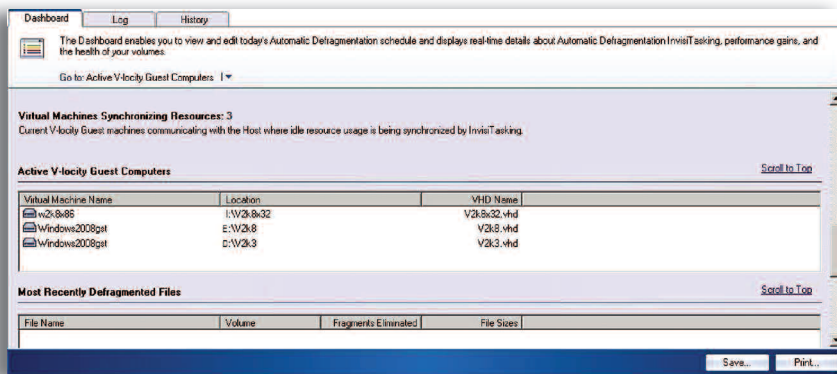 Dashboard Log History
The Dashboard enables you to view and edit today's Automatic Defragmentation schedule and displays real-time details about Automatic Defragmentation InvisiTasking, performance gains, and
the health of your volumes.
Go to: Active V-locity Guest Computers
Virtual Machines Synchronizing Resources: 3
Current V-locity Guest machines communicating with the Host where idle resource usage is being synchronized by InvisiTasking.
Active V-locity Guest Computers Scroll to Top
Virtual Machine Name Location VHD Name
w2k8x86 I:\V2k8x32 V2k8x32.vhd
Windows2008gst E:\V2k8 V2k8.vhd
Windows2008gst D:\V2k3 V2k3.vhd
Most Recently Defragmented Files Scroll to Top
File Name Volume Fragments Eliminated File Sizes
Save... Print...